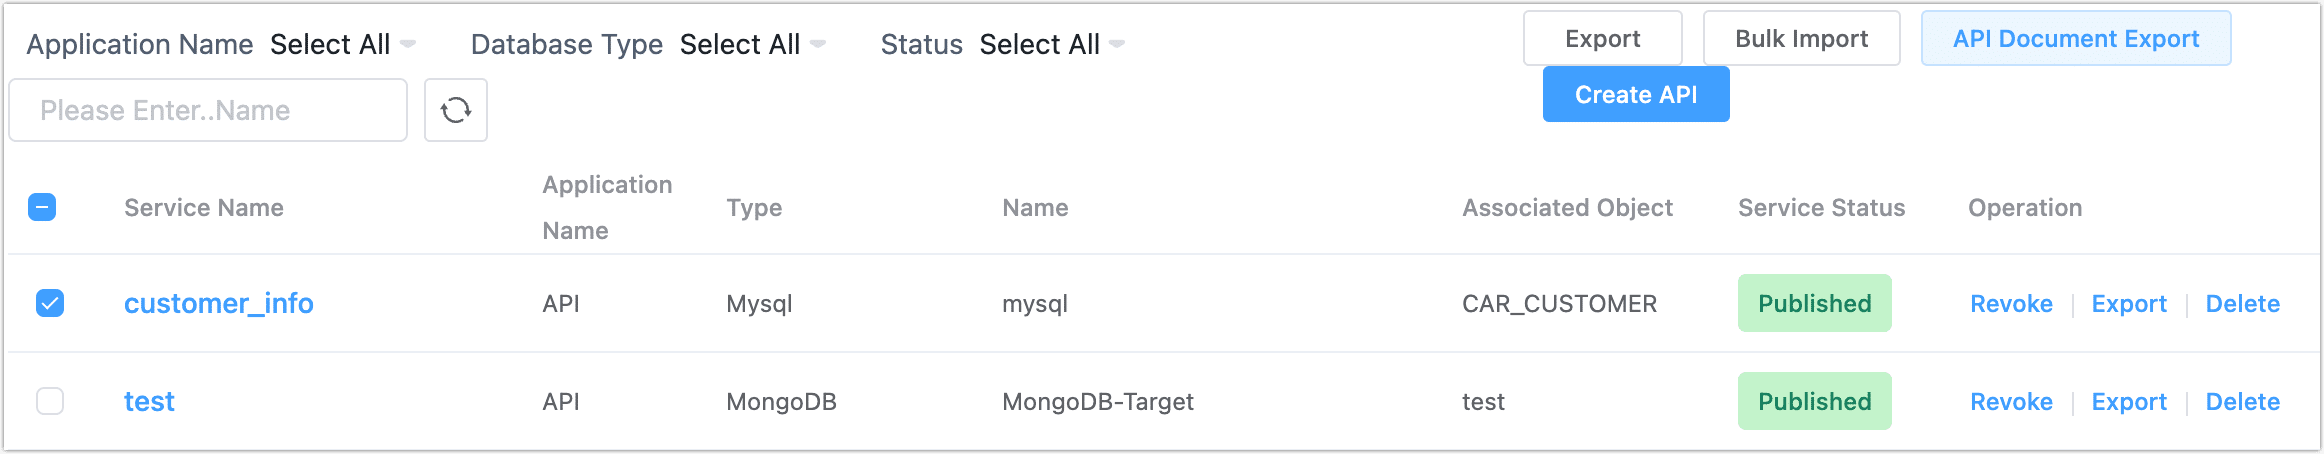 Application Name Select All Database Type Select All Status Select All Export Bulk Import API Document Export
Create API
Please Enter..Name
Service Name Application Name Type Name Associated Object Service Status Operation
customer_info API Mysql mysql CAR_CUSTOMER Published Revoke Export Delete
test API MongoDB MongoDB-Target test Published Revoke Export Delete